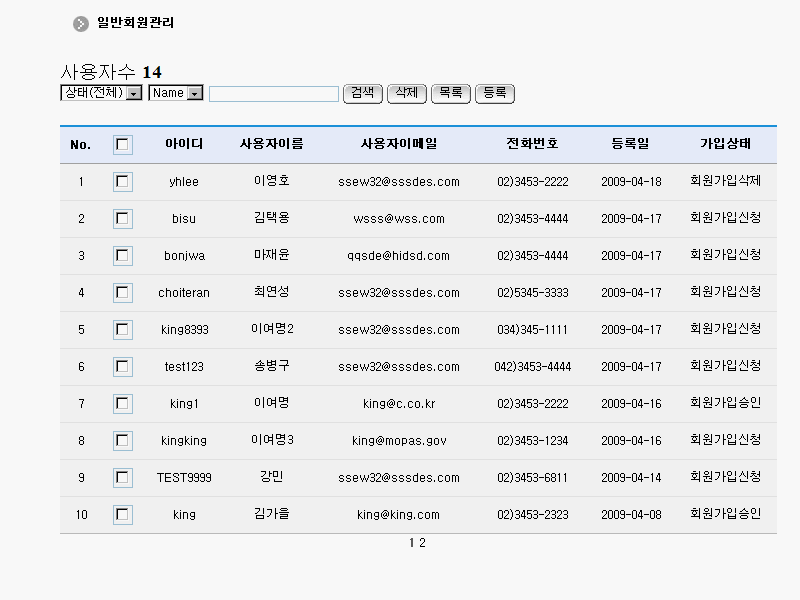 일반회원관리
사용자수 14
상태(전체) Name 검색 삭제 목록 등록
No. 아이디 사용자이름 사용자이메일 전화번호 등록일 가입상태
1 yhlee 이영호 ssew32@sssdes.com 02)3453-2222 2009-04-18 회원가입삭제
2 bisu 김택용 wsss@wss.com 02)3453-4444 2009-04-17 회원가입신청
3 bonjwa 마재윤 qqsde@hidsd.com 02)3453-4444 2009-04-17 회원가입신청
4 choiteran 최연성 ssew32@sssdes.com 02)5345-3333 2009-04-17 회원가입신청
5 king8393 이여명2 ssew32@sssdes.com 034)345-1111 2009-04-17 회원가입신청
6 test123 송병구 ssew32@sssdes.com 042)3453-4444 2009-04-17 회원가입신청
7 king1 이여명 king@c.co.kr 02)3453-2222 2009-04-16 회원가입승인
8 kingking 이여명3 king@mopas.gov 02)3453-1234 2009-04-16 회원가입신청
9 TEST9999 강민 ssew32@sssdes.com 02)3453-6811 2009-04-14 회원가입신청
10 king 김가을 king@king.com 02)3453-2323 2009-04-08 회원가입승인
1 2